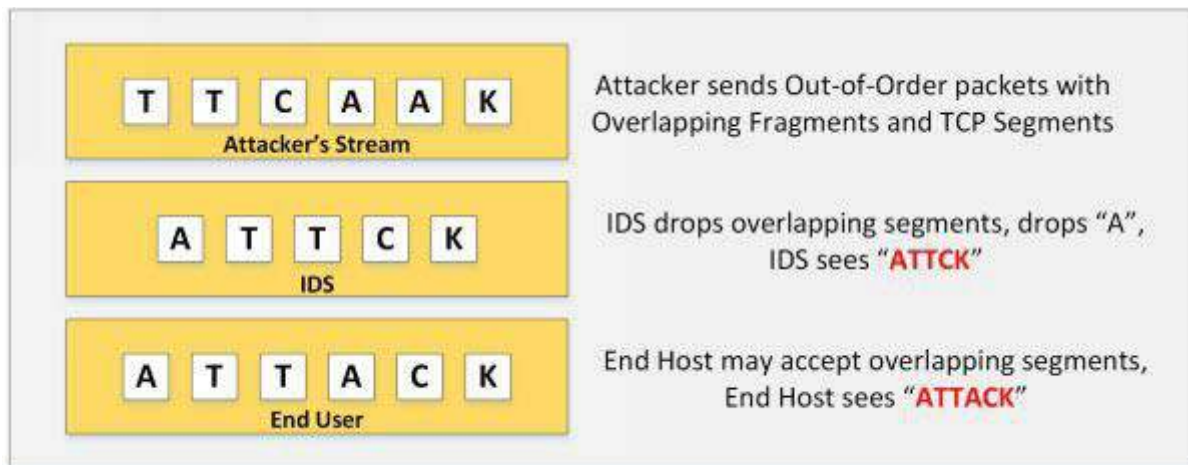 T T C A A K
Attacker's Stream
Attacker sends Out-of-Order packets with
Overlapping Fragments and TCP Segments
A T T C K
IDS
IDS drops overlapping segments, drops “A”,
IDS sees “ATTCK”
A T T A C K
End User
End Host may accept overlapping segments,
End Host sees “ATTACK”